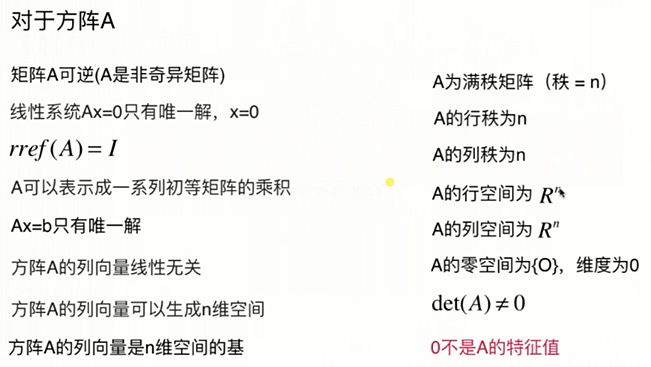 对于方阵A
矩阵A可逆(A是非奇异矩阵)
线性系统Ax=0只有唯一解，x=0
rref(A) = I
A可以表示成一系列初等矩阵的乘积
Ax=b只有唯一解
方阵A的列向量线性无关
方阵A的列向量可以生成n维空间
方阵A的列向量是n维空间的基
A为满秩矩阵（秩 = n）
A的行秩为n
A的列秩为n
A的行空间为 Rⁿ
A的列空间为 Rⁿ
A的零空间为{O}，维度为0
det(A) ≠ 0
0不是A的特征值